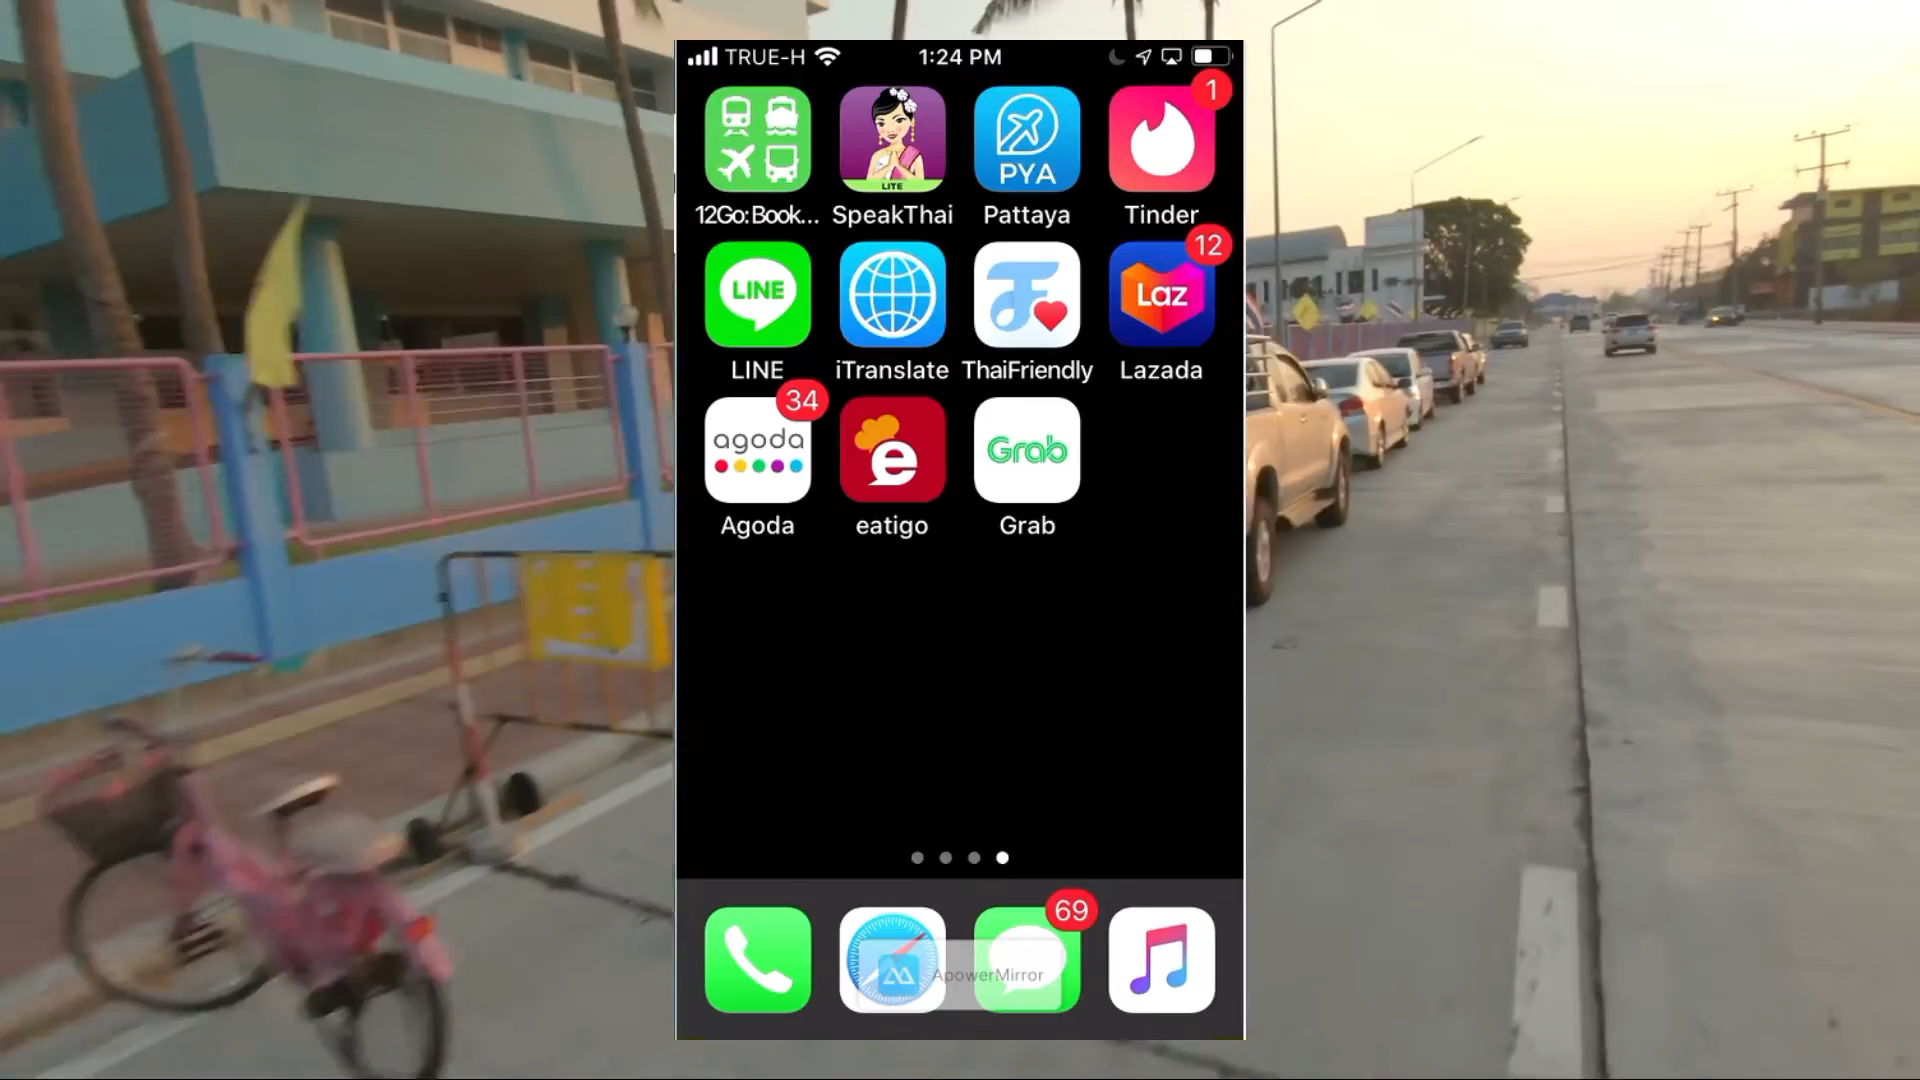 TRUE-H 1:24 PM
1
PYA
LITE
12Go: Book... SpeakThai Pattaya Tinder
12
LINE
Laz
LINE iTranslate ThaiFriendly Lazada
34
agoda
e
Grab
Agoda eatigo Grab
69
ApowerMirror